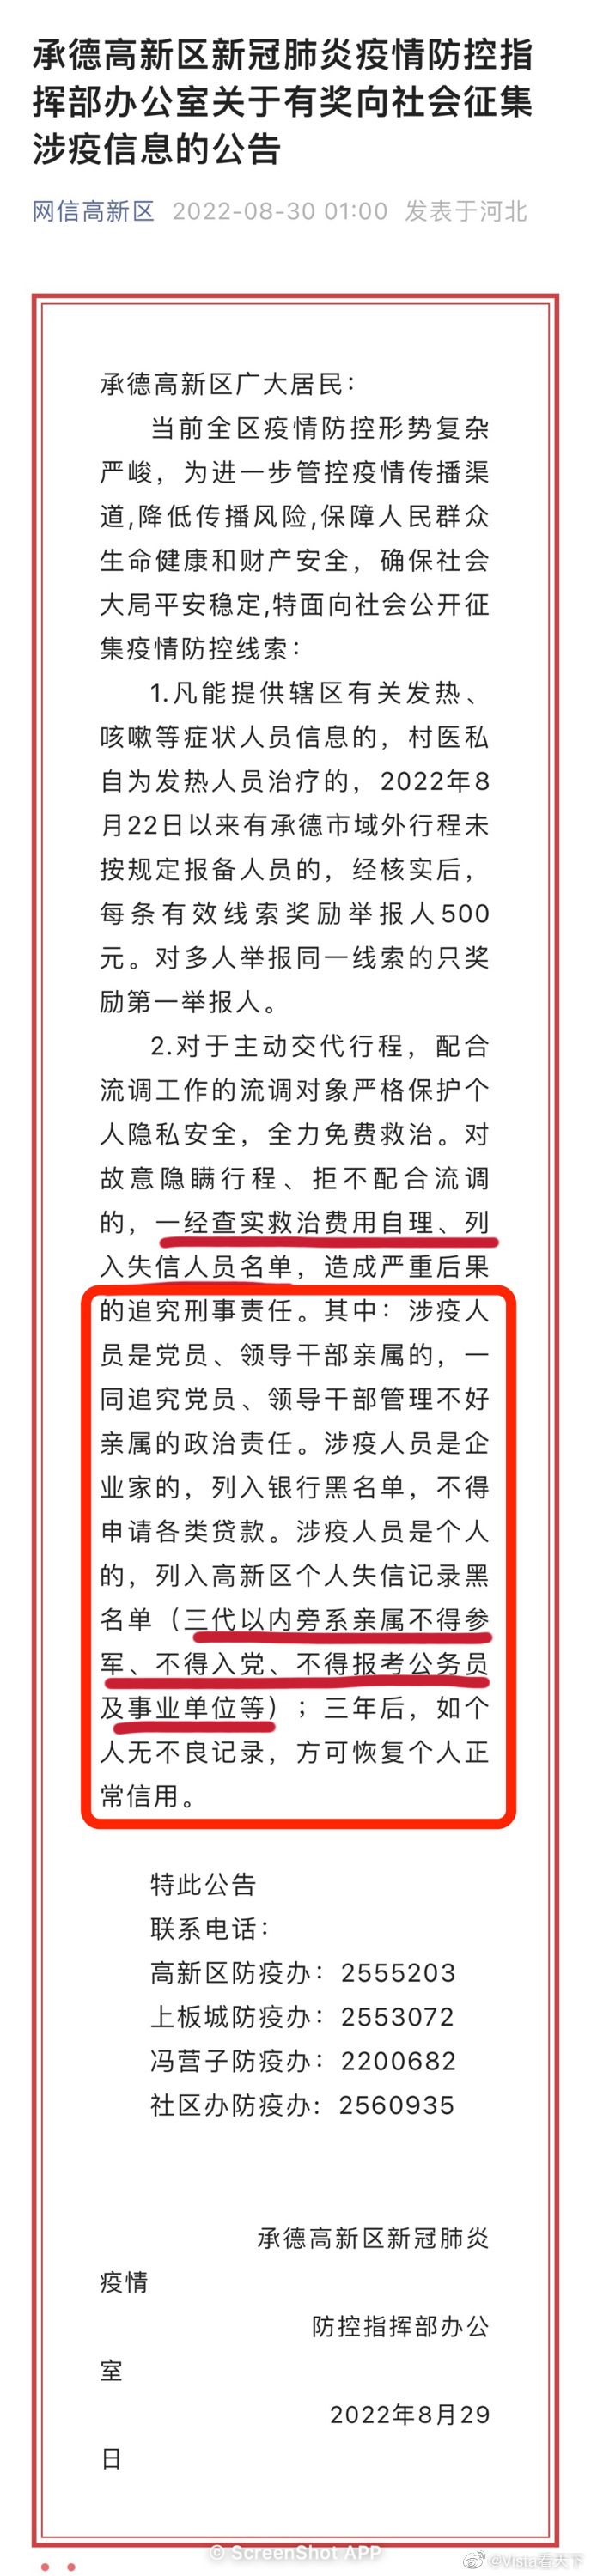 承德高新区新冠肺炎疫情防控指
挥部办公室关于有奖向社会征集
涉疫信息的公告
网信高新区 2022-08-30 01:00 发表于河北
承德高新区广大居民：
当前全区疫情防控形势复杂
严峻，为进一步管控疫情传播渠
道,降低传播风险,保障人民群众
生命健康和财产安全，确保社会
大局平安稳定,特面向社会公开征
集疫情防控线索：
1.凡能提供辖区有关发热、
咳嗽等症状人员信息的，村医私
自为发热人员治疗的，2022年8
月22日以来有承德市域外行程未
按规定报备人员的，经核实后，
每条有效线索奖励举报人500
元。对多人举报同一线索的只奖
励第一举报人。
2.对于主动交代行程，配合
流调工作的流调对象严格保护个
人隐私安全，全力免费救治。对
故意隐瞒行程、拒不配合流调
的，一经查实救治费用自理、列
入失信人员名单，造成严重后果
的追究刑事责任。其中：涉疫人
员是党员、领导干部亲属的，一
同追究党员、领导干部管理不好
亲属的政治责任。涉疫人员是企
业家的，列入银行黑名单，不得
申请各类贷款。涉疫人员是个人
的，列入高新区个人失信记录黑
名单（三代以内旁系亲属不得参
军、不得入党、不得报考公务员
及事业单位等）；三年后，如个
人无不良记录，方可恢复个人正
常信用。
特此公告
联系电话：
高新区防疫办：2555203
上板城防疫办：2553072
冯营子防疫办：2200682
社区办防疫办：2560935
承德高新区新冠肺炎
疫情
防控指挥部办公
室
2022年8月29
日
© ScreenShot APP
@Vista看天下